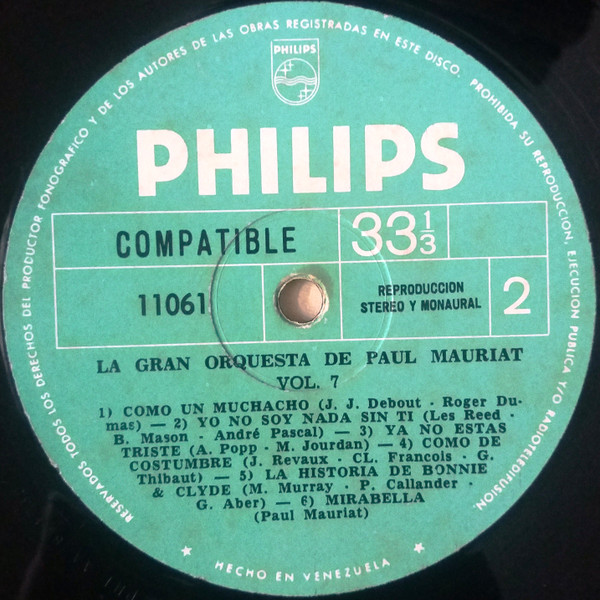 RESERVADOS TODOS LOS DERECHOS DEL PRODUCTOR FONOGRAFICO Y DE LOS AUTORES DE LAS OBRAS REGISTRADAS EN ESTE DISCO. PROHIBIDA SU REPRODUCCION, EJECUCION PUBLICA Y/O RADIOTELEDIFUSION.
PHILIPS
PHILIPS
COMPATIBLE 33 1/3
11061 REPRODUCCION
STEREO Y MONAURAL 2
LA GRAN ORQUESTA DE PAUL MAURIAT
VOL. 7
1) COMO UN MUCHACHO (J. J. Debout · Roger Du-
mas) — 2) YO NO SOY NADA SIN TI (Les Reed ·
B. Mason · André Pascal) — 3) YA NO ESTAS
TRISTE (A. Popp · M. Jourdan) — 4) COMO DE
COSTUMBRE (J. Revaux · CL. Francois · G.
Thibaut) — 5) LA HISTORIA DE BONNIE
& CLYDE (M. Murray · P. Callander ·
G. Aber) — 6) MIRABELLA
(Paul Mauriat)
★ HECHO EN VENEZUELA ★